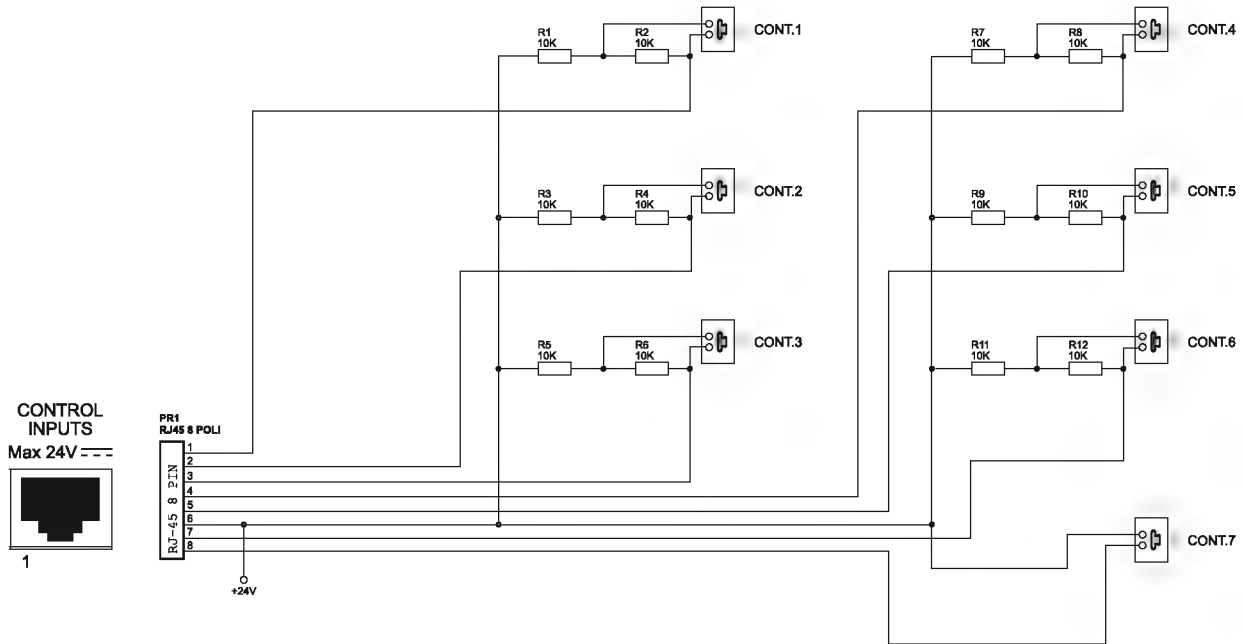 R1
10K
R2
10K
CONT.1
R7
10K
R8
10K
CONT.4
R3
10K
R4
10K
CONT.2
R9
10K
R10
10K
CONT.5
R5
10K
R6
10K
CONT.3
R11
10K
R12
10K
CONT.6
CONTROL
INPUTS
Max 24V
1
PR1
RJ45 8 POLI
RJ-45 8 PIN
1
2
3
4
5
6
7
8
+24V
CONT.7